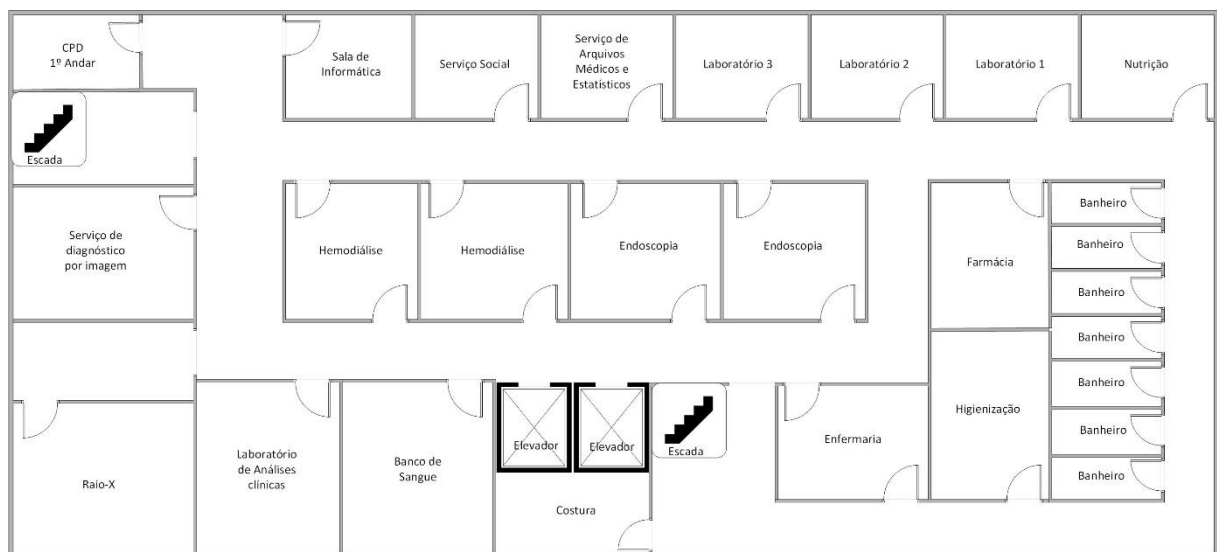 CPD
1º Andar
Sala de
Informática
Serviço Social
Serviço de
Arquivos
Médicos e
Estatísticos
Laboratório 3
Laboratório 2
Laboratório 1
Nutrição
Escada
Serviço de
diagnóstico
por imagem
Hemodiálise
Hemodiálise
Endoscopia
Endoscopia
Farmácia
Banheiro
Banheiro
Banheiro
Banheiro
Banheiro
Banheiro
Banheiro
Raio-X
Laboratório
de Análises
clínicas
Banco de
Sangue
Elevador
Elevador
Escada
Costura
Enfermaria
Higienização